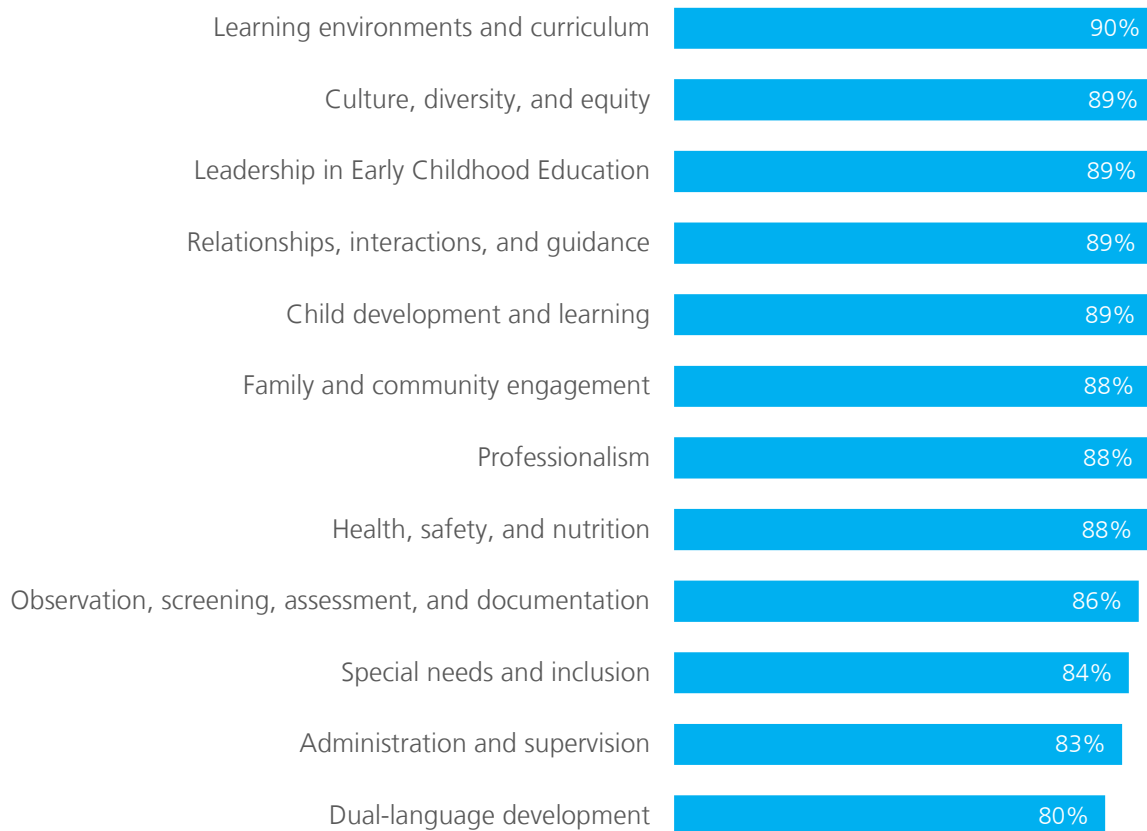 Learning environments and curriculum 90%
Culture, diversity, and equity 89%
Leadership in Early Childhood Education 89%
Relationships, interactions, and guidance 89%
Child development and learning 89%
Family and community engagement 88%
Professionalism 88%
Health, safety, and nutrition 88%
Observation, screening, assessment, and documentation 86%
Special needs and inclusion 84%
Administration and supervision 83%
Dual-language development 80%